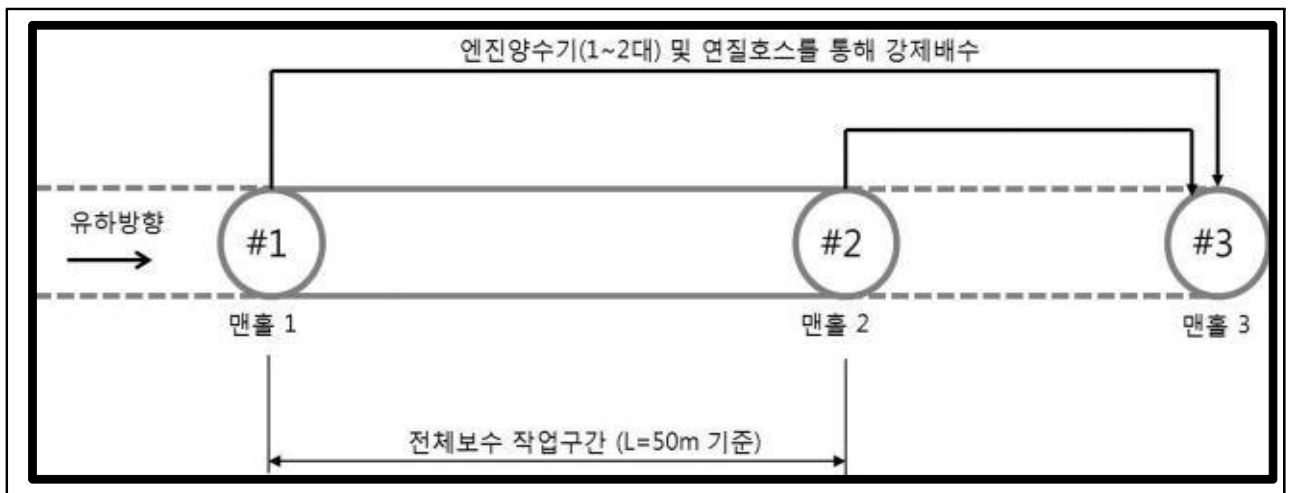 엔진양수기(1~2대) 및 연질호스를 통해 강제배수
유하방향
#1
#2
#3
맨홀 1
맨홀 2
맨홀 3
전체보수 작업구간 (L=50m 기준)